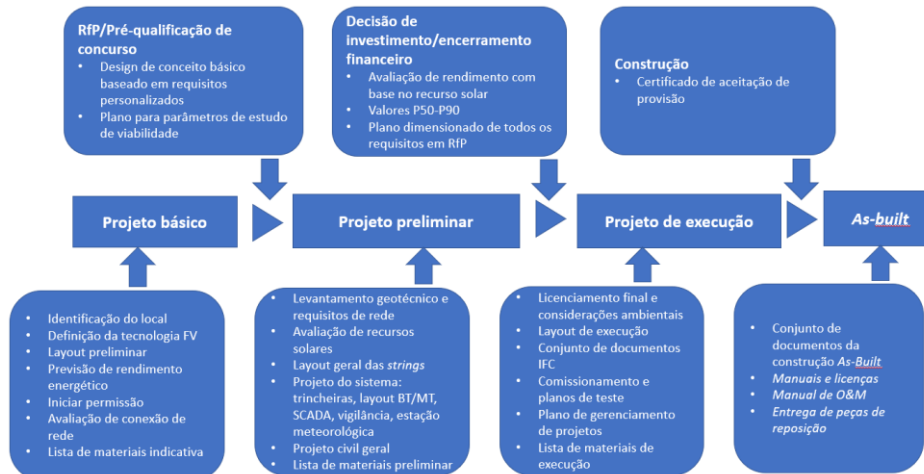 RfP/Pré-qualificação de
concurso
• Design de conceito básico
baseado em requisitos
personalizados
• Plano para parâmetros de estudo
de viabilidade
Decisão de
investimento/encerramento
financeiro
• Avaliação de rendimento com
base no recurso solar
• Valores P50-P90
• Plano dimensionado de todos os
requisitos em RfP
Construção
• Certificado de aceitação de
provisão
Projeto básico
Projeto preliminar
Projeto de execução
As-built
• Identificação do local
• Definição da tecnologia FV
• Layout preliminar
• Previsão de rendimento
energético
• Iniciar permissão
• Avaliação de conexão de
rede
• Lista de materiais indicativa
• Levantamento geotécnico e
requisitos de rede
• Avaliação de recursos
solares
• Layout geral das strings
• Projeto do sistema:
trincheiras, layout BT/MT,
SCADA, vigilância, estação
meteorológica
• Projeto civil geral
• Lista de materiais preliminar
• Licenciamento final e
considerações ambientais
• Layout de execução
• Conjunto de documentos
IFC
• Comissionamento e
planos de teste
• Plano de gerenciamento
de projetos
• Lista de materiais de
execução
• Conjunto de
documentos da
construção As-Built
• Manuais e licenças
• Manual de O&M
• Entrega de peças de
reposição